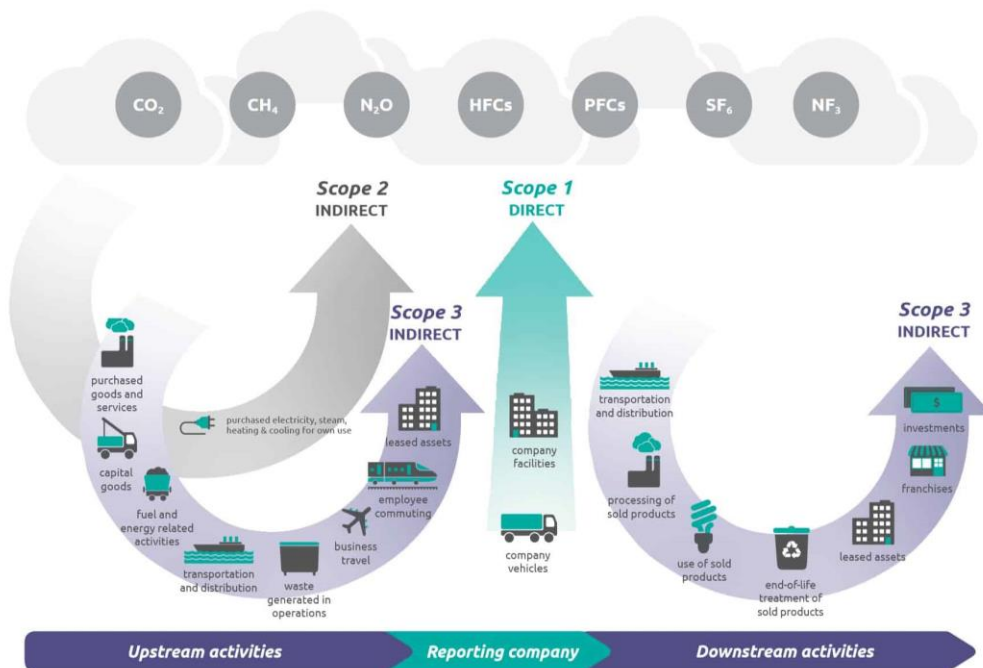 CO₂
CH₄
N₂O
HFCs
PFCs
SF₆
NF₃
Scope 2
INDIRECT
Scope 1
DIRECT
Scope 3
INDIRECT
Scope 3
INDIRECT
purchased
goods and
services
capital
goods
fuel and
energy related
activities
transportation
and distribution
waste
generated in
operations
business
travel
employee
commuting
leased assets
purchased electricity, steam,
heating & cooling for own use
company
facilities
company
vehicles
transportation
and distribution
processing of
sold products
use of sold
products
end-of-life
treatment of
sold products
leased assets
franchises
$
investments
Upstream activities
Reporting company
Downstream activities